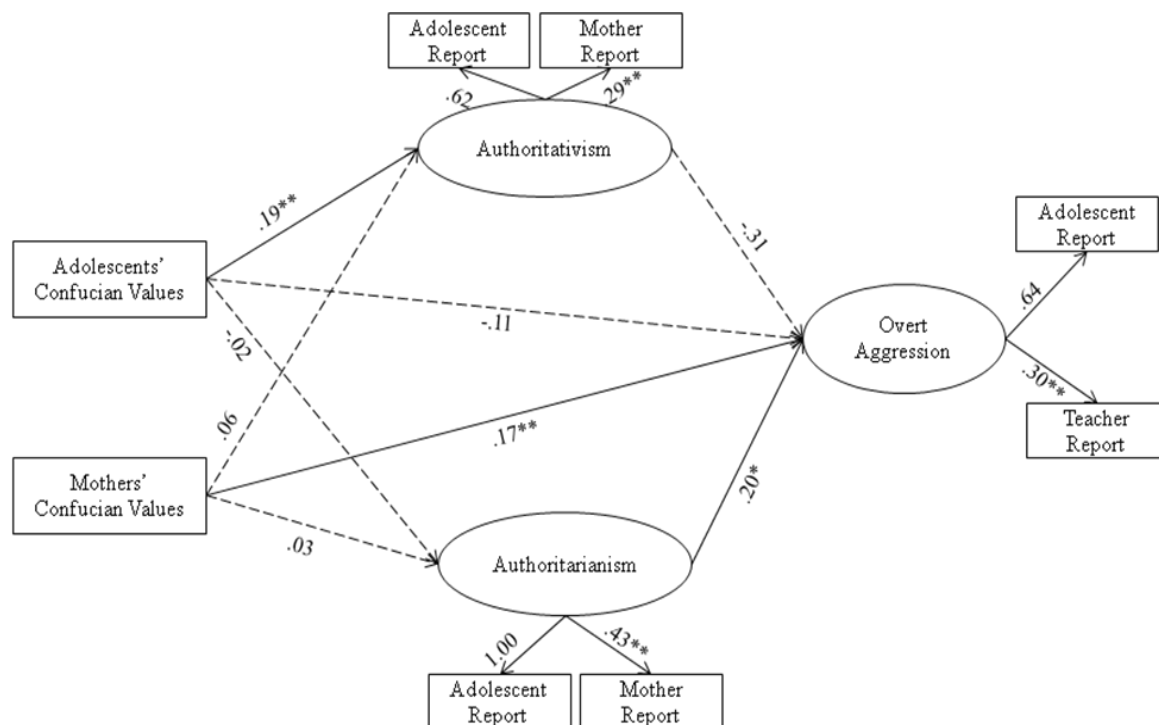 Adolescent
Report
Mother
Report
.62
.29**
Authoritativism
.19**
-.31
Adolescent
Report
Adolescents’
Confucian Values
-.11
.64
Overt
Aggression
-.02
.30**
.06
Teacher
Report
.17**
Mothers’
Confucian Values
.20*
.03
Authoritarianism
1.00
.43**
Adolescent
Report
Mother
Report